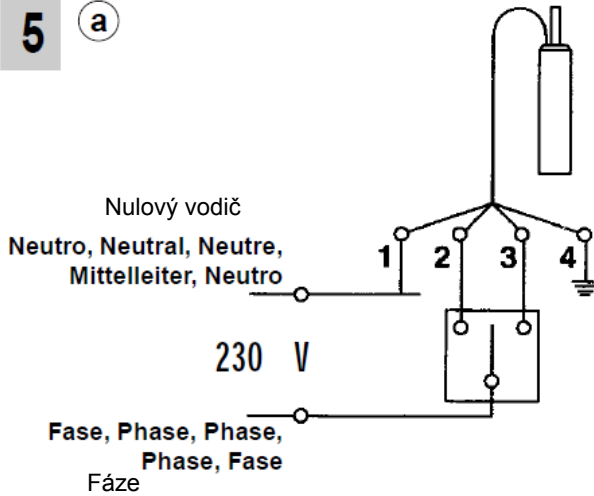 5 a
Nulový vodič
Neutro, Neutral, Neutre,
Mittelleiter, Neutro
1 2 3 4
230 V
Fase, Phase, Phase,
Phase, Fase
Fáze